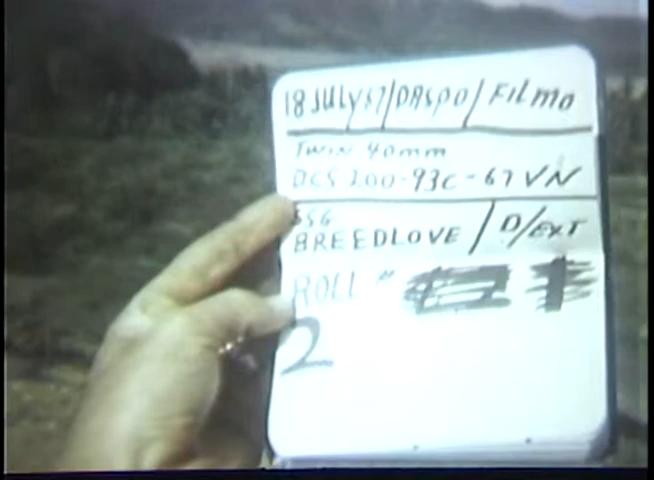 18 JULY 67/DASPO/FILMO
TWIN 40mm
DCS 200-93C-67 VN
SSG
BREEDLOVE / D/EXT
ROLL #
2